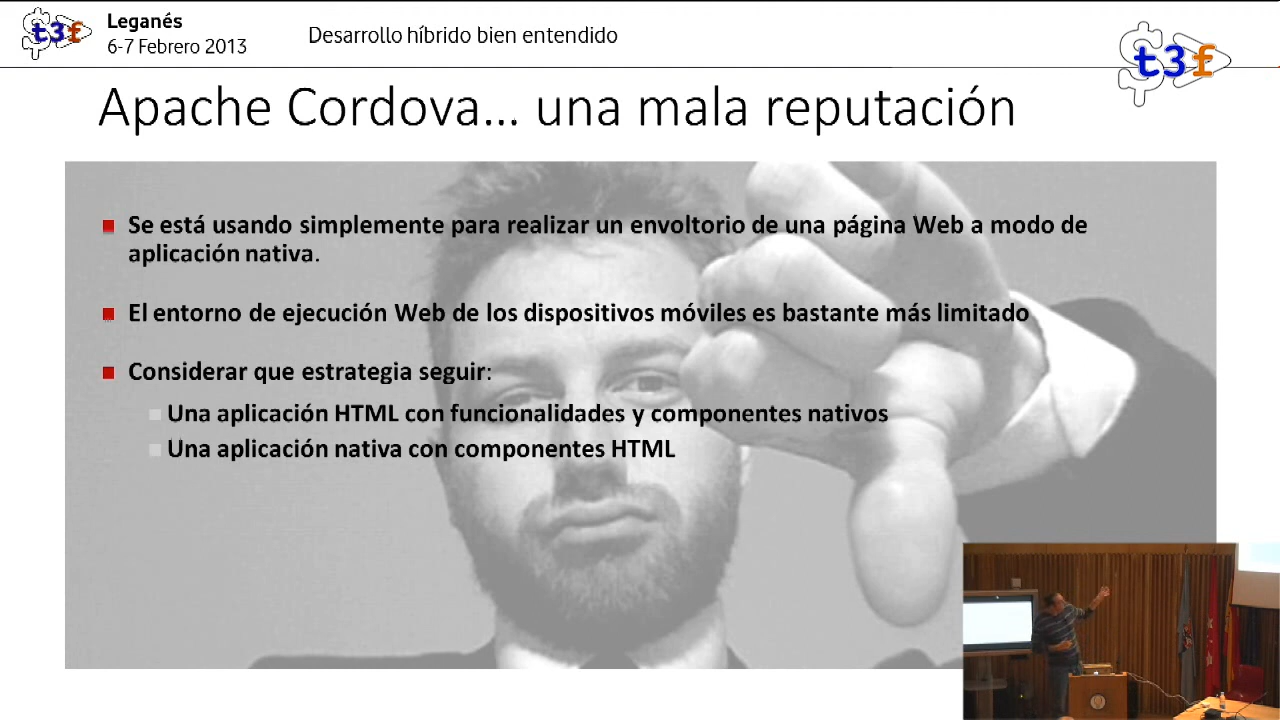 t3f
Leganés
6-7 Febrero 2013
Desarrollo híbrido bien entendido
t3f
Apache Cordova... una mala reputación
Se está usando simplemente para realizar un envoltorio de una página Web a modo de
aplicación nativa.
El entorno de ejecución Web de los dispositivos móviles es bastante más limitado
Considerar que estrategia seguir:
Una aplicación HTML con funcionalidades y componentes nativos
Una aplicación nativa con componentes HTML